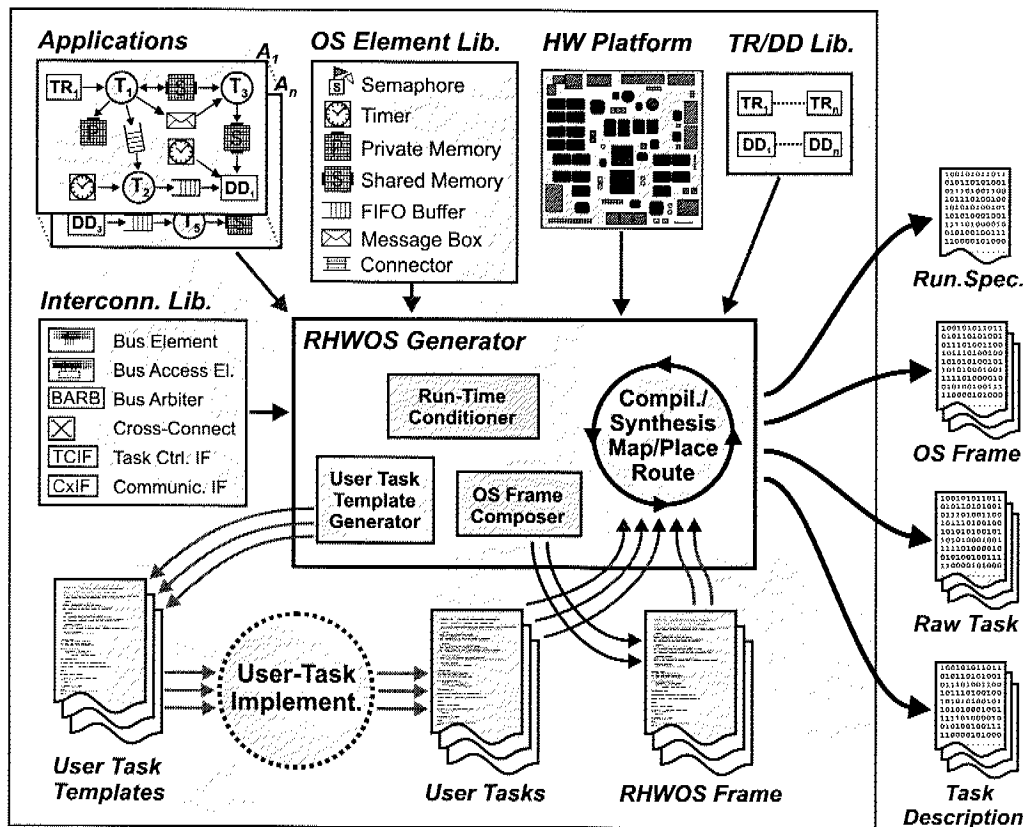 Applications
A1
An
TR1
T1
S
T3
P
S
T2
DD1
DD3
T5
S
OS Element Lib.
S Semaphore
Timer
P Private Memory
S Shared Memory
FIFO Buffer
Message Box
Connector
HW Platform
TR/DD Lib.
TR1 TRn
DD1 DDn
Interconn. Lib.
Bus Element
Bus Access El.
BARB Bus Arbiter
Cross-Connect
TCIF Task Ctrl. IF
CxIF Communic. IF
RHWOS Generator
Run-Time
Conditioner
Compil./
Synthesis
Map/Place
Route
User Task
Template
Generator
OS Frame
Composer
User-Task
Implement.
User Task
Templates
User Tasks
RHWOS Frame
Run.Spec.
OS Frame
Raw Task
Task
Description